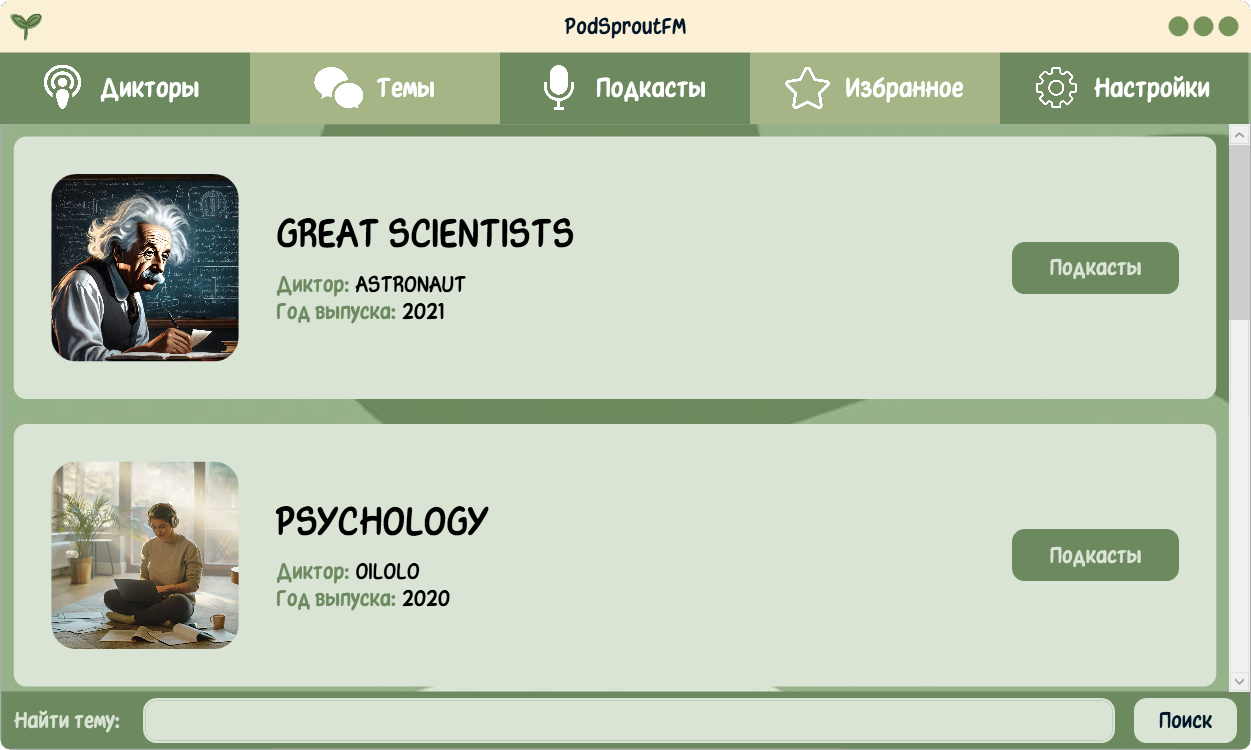 PodSproutFM
Дикторы
Темы
Подкасты
Избранное
Настройки
GREAT SCIENTISTS
Диктор: ASTRONAUT
Год выпуска: 2021
Подкасты
PSYCHOLOGY
Диктор: OILOLO
Год выпуска: 2020
Подкасты
Найти тему:
Поиск